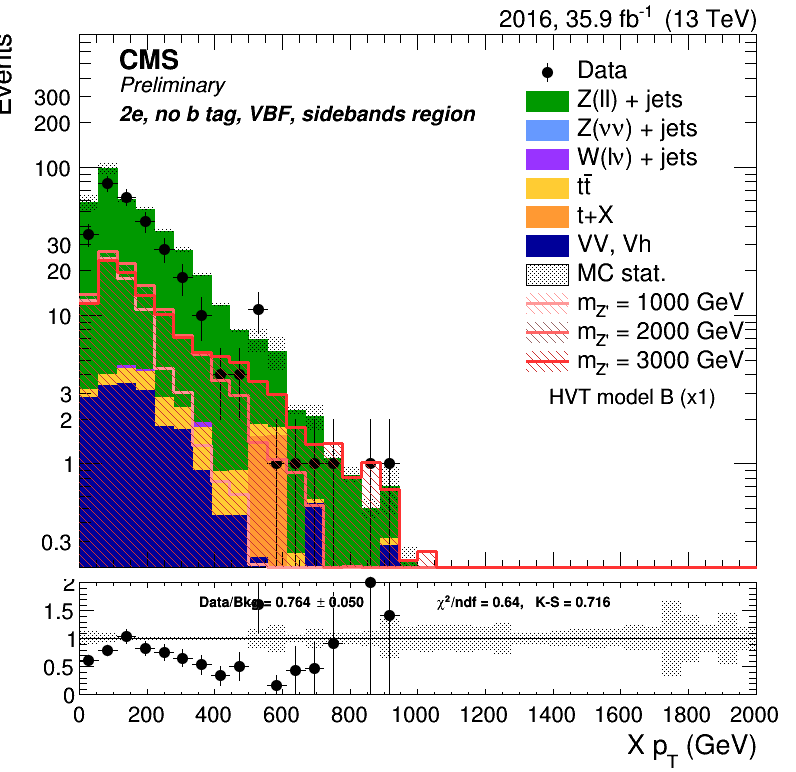 2016, 35.9 fb⁻¹ (13 TeV)
Events
CMS
Preliminary
2e, no b tag, VBF, sidebands region
Data
Z(ll) + jets
Z(νν) + jets
W(lν) + jets
tt̄
t+X
VV, Vh
MC stat.
m_Z' = 1000 GeV
m_Z' = 2000 GeV
m_Z' = 3000 GeV
HVT model B (x1)
300
200
100
30
20
10
3
2
1
0.3
2
1.5
1
0.5
0
Data/Bkg = 0.764 ± 0.050
χ²/ndf = 0.64, K-S = 0.716
0 200 400 600 800 1000 1200 1400 1600 1800 2000
X p_T (GeV)